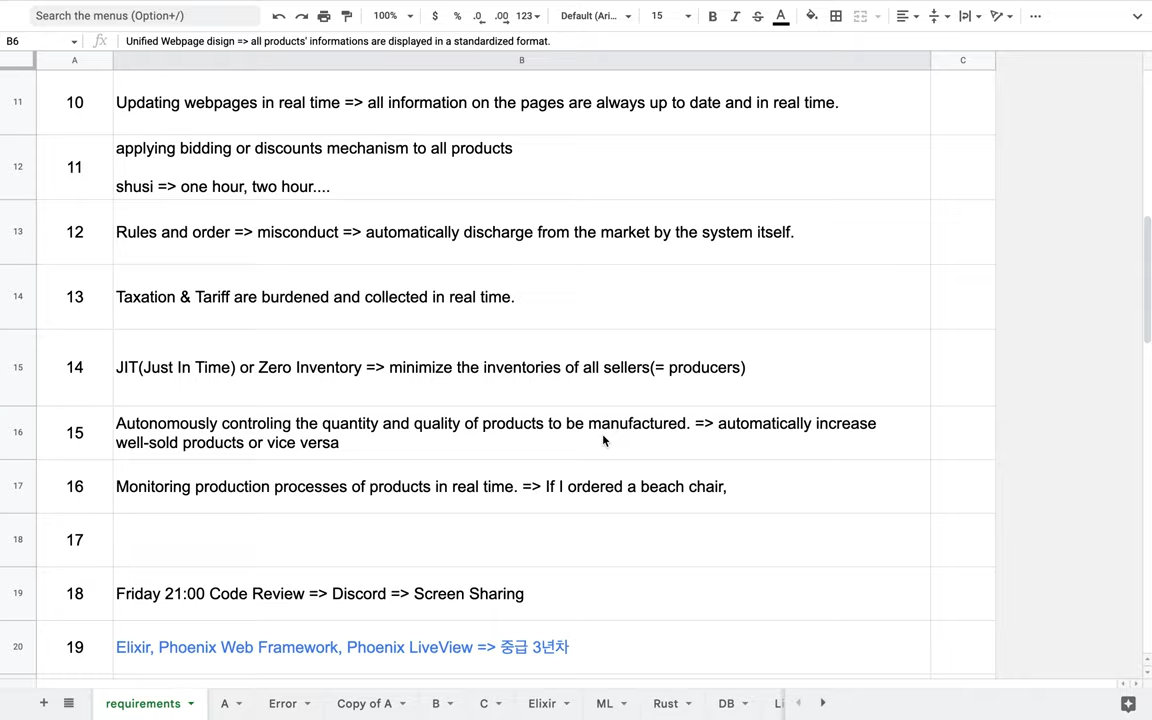 Search the menus (Option+/)
100%
$ % .0 .00 123
Default (Ari...
15
B I S A
B6
fx
Unified Webpage disign => all products' informations are displayed in a standardized format.
A B C
11 10 Updating webpages in real time => all information on the pages are always up to date and in real time.
12 11 applying bidding or discounts mechanism to all products
shusi => one hour, two hour....
13 12 Rules and order => misconduct => automatically discharge from the market by the system itself.
14 13 Taxation & Tariff are burdened and collected in real time.
15 14 JIT(Just In Time) or Zero Inventory => minimize the inventories of all sellers(= producers)
16 15 Autonomously controling the quantity and quality of products to be manufactured. => automatically increase
well-sold products or vice versa
17 16 Monitoring production processes of products in real time. => If I ordered a beach chair,
18 17
19 18 Friday 21:00 Code Review => Discord => Screen Sharing
20 19 Elixir, Phoenix Web Framework, Phoenix LiveView => 중급 3년차
requirements A Error Copy of A B C Elixir ML Rust DB Li